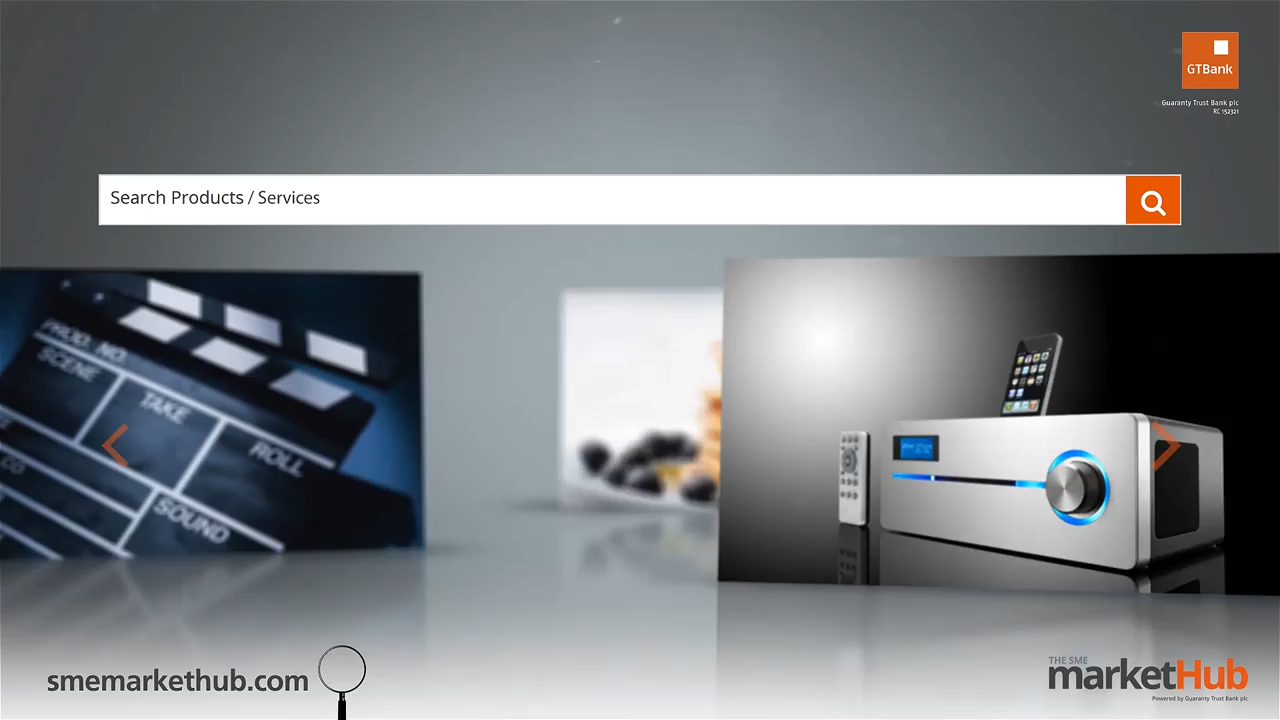 GTBank
Guaranty Trust Bank plc
RC 152321
Search Products / Services
PROD. NO.
SCENE
TAKE
ROLL
SOUND
smemarkethub.com
THE SME
marketHub
Powered by Guaranty Trust Bank plc